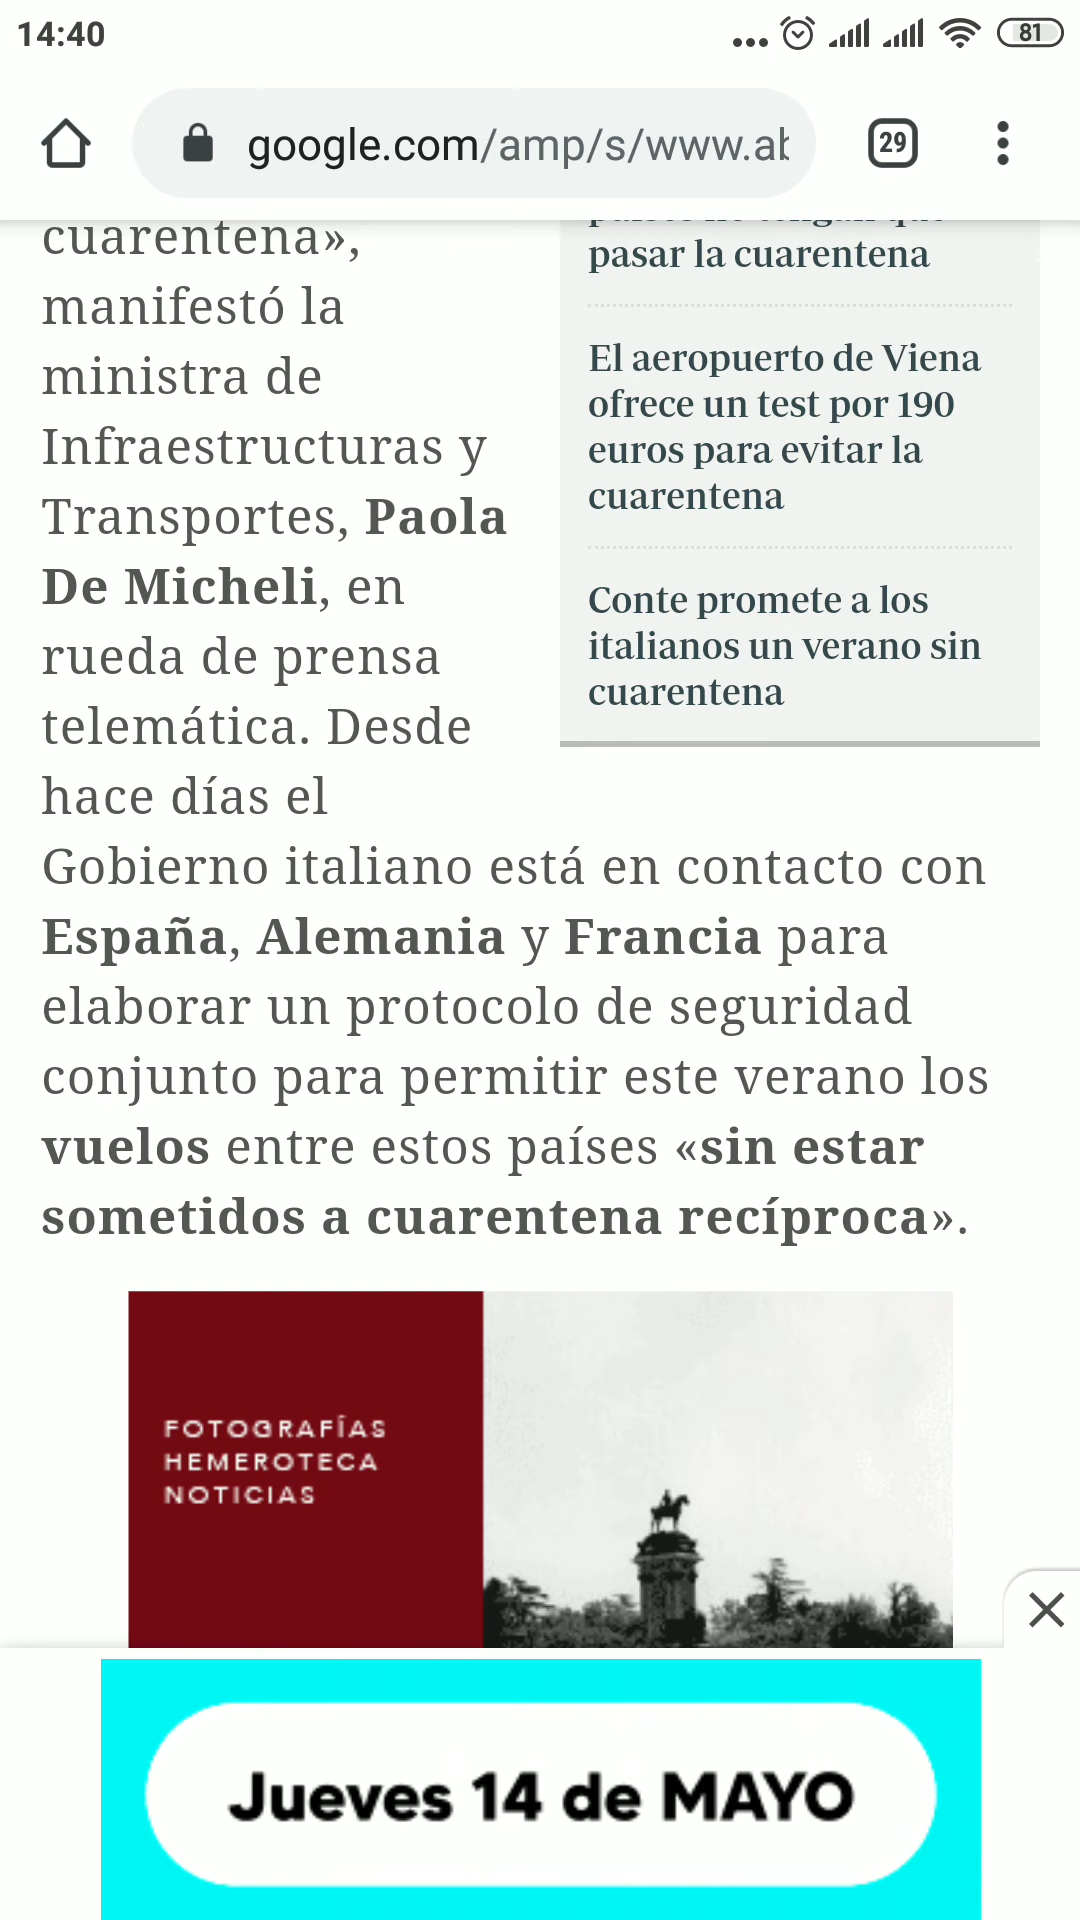 14:40
81
google.com/amp/s/www.ab
29
cuarentena»,
manifestó la
ministra de
Infraestructuras y
Transportes, Paola
De Micheli, en
rueda de prensa
telemática. Desde
hace días el
Gobierno italiano está en contacto con
España, Alemania y Francia para
elaborar un protocolo de seguridad
conjunto para permitir este verano los
vuelos entre estos países «sin estar
sometidos a cuarentena recíproca».
países no tengan que
pasar la cuarentena
El aeropuerto de Viena
ofrece un test por 190
euros para evitar la
cuarentena
Conte promete a los
italianos un verano sin
cuarentena
FOTOGRAFÍAS
HEMEROTECA
NOTICIAS
Jueves 14 de MAYO